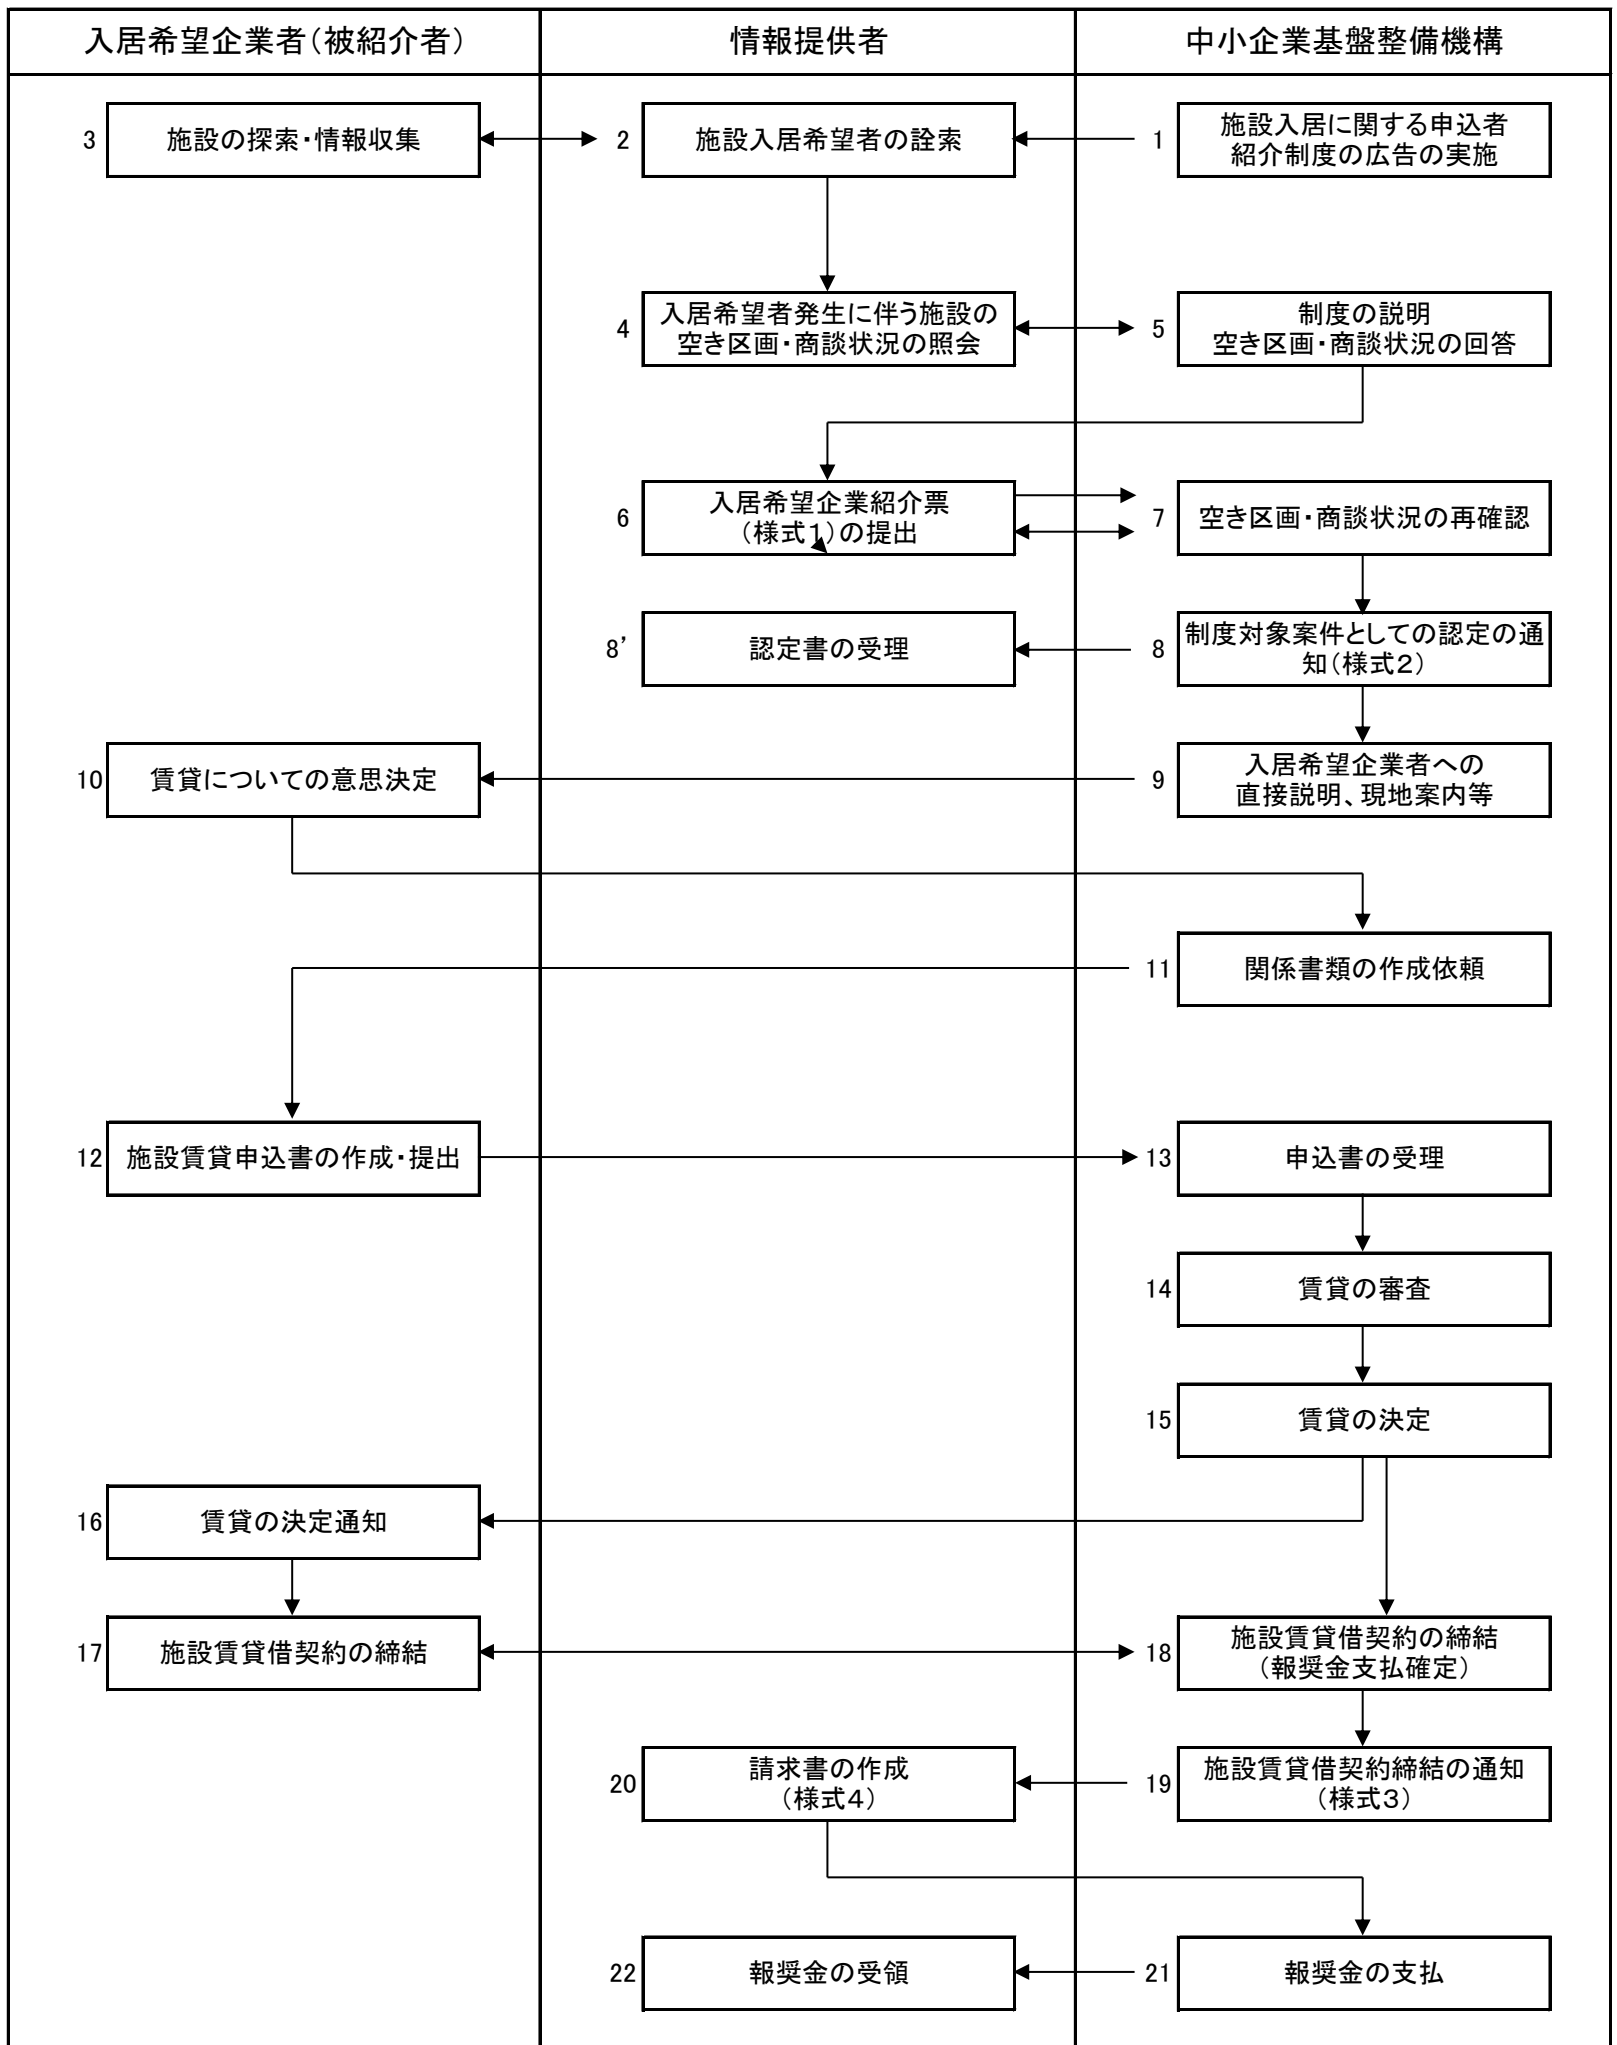 入居希望企業者（被紹介者）
情報提供者
中小企業基盤整備機構
3
施設の探索・情報収集
2
施設入居希望者の詮索
1
施設入居に関する申込者
紹介制度の広告の実施
4
入居希望者発生に伴う施設の
空き区画・商談状況の照会
5
制度の説明
空き区画・商談状況の回答
6
入居希望企業紹介票
（様式１）の提出
7
空き区画・商談状況の再確認
8’
認定書の受理
8
制度対象案件としての認定の通
知（様式２）
10
賃貸についての意思決定
9
入居希望企業者への
直接説明、現地案内等
11
関係書類の作成依頼
12
施設賃貸申込書の作成・提出
13
申込書の受理
14
賃貸の審査
15
賃貸の決定
16
賃貸の決定通知
17
施設賃貸借契約の締結
18
施設賃貸借契約の締結
（報奨金支払確定）
20
請求書の作成
（様式４）
19
施設賃貸借契約締結の通知
（様式３）
22
報奨金の受領
21
報奨金の支払